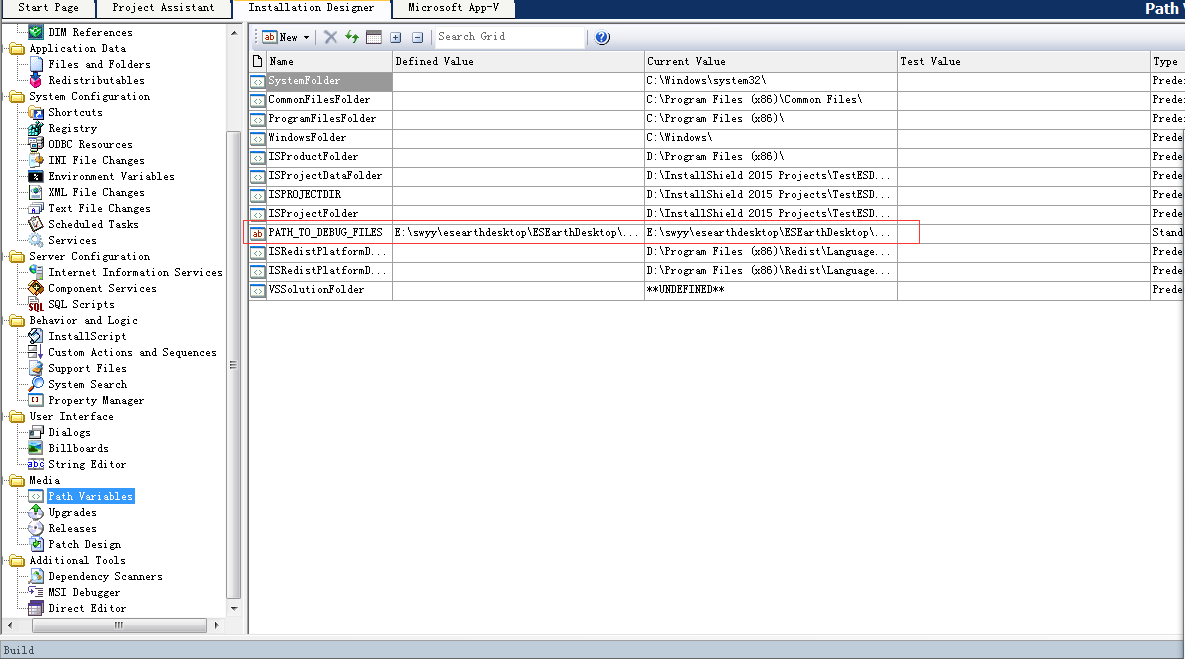 Start Page Project Assistant Installation Designer Microsoft App-V Path V
DIM References
Application Data
Files and Folders
Redistributables
System Configuration
Shortcuts
Registry
ODBC Resources
INI File Changes
Environment Variables
XML File Changes
Text File Changes
Scheduled Tasks
Services
Server Configuration
Internet Information Services
Component Services
SQL Scripts
Behavior and Logic
InstallScript
Custom Actions and Sequences
Support Files
System Search
Property Manager
User Interface
Dialogs
Billboards
String Editor
Media
Path Variables
Upgrades
Releases
Patch Design
Additional Tools
Dependency Scanners
MSI Debugger
Direct Editor
New Search Grid
Name Defined Value Current Value Test Value Type
SystemFolder C:\Windows\system32\ Prede
CommonFilesFolder C:\Program Files (x86)\Common Files\ Prede
ProgramFilesFolder C:\Program Files (x86)\ Prede
WindowsFolder C:\Windows\ Prede
ISProductFolder D:\Program Files (x86)\ Prede
ISProjectDataFolder D:\InstallShield 2015 Projects\TestESD... Prede
ISPROJECTDIR D:\InstallShield 2015 Projects\TestESD... Prede
ISProjectFolder D:\InstallShield 2015 Projects\TestESD... Prede
PATH_TO_DEBUG_FILES E:\swyy\esearthdesktop\ESEarthDesktop\... E:\swyy\esearthdesktop\ESEarthDesktop\... Stand
ISRedistPlatformD... D:\Program Files (x86)\Redist\Language... Prede
ISRedistPlatformD... D:\Program Files (x86)\Redist\Language... Prede
VSSolutionFolder **UNDEFINED** Prede
Build